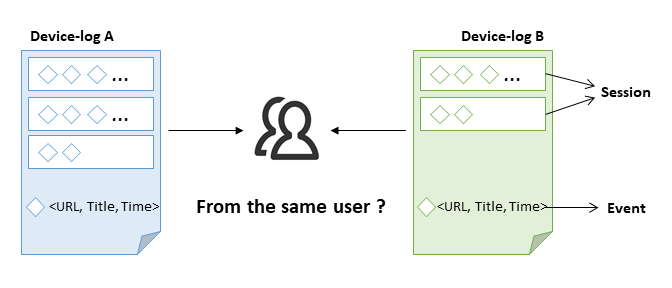 Device-log A
Device-log B
...
...
Session
...
<URL, Title, Time>
From the same user ?
<URL, Title, Time>
Event